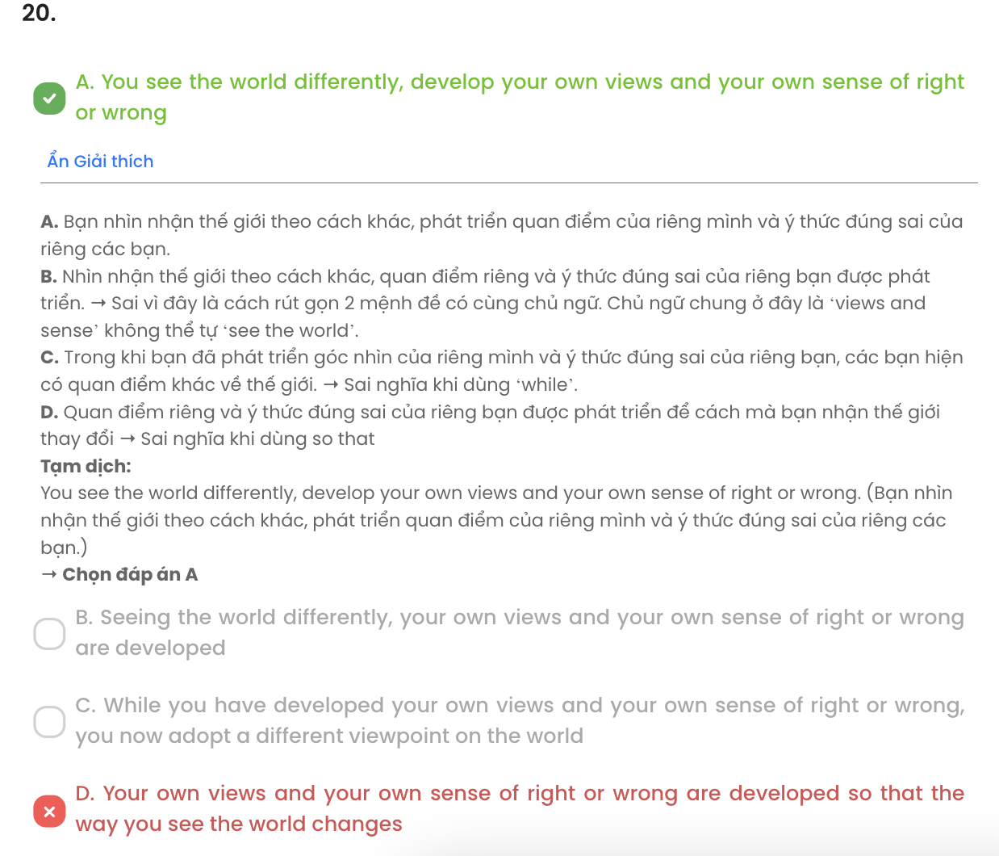 20.
A. You see the world differently, develop your own views and your own sense of right
or wrong
Ẩn Giải thích
A. Bạn nhìn nhận thế giới theo cách khác, phát triển quan điểm của riêng mình và ý thức đúng sai của
riêng các bạn.
B. Nhìn nhận thế giới theo cách khác, quan điểm riêng và ý thức đúng sai của riêng bạn được phát
triển. → Sai vì đây là cách rút gọn 2 mệnh đề có cùng chủ ngữ. Chủ ngữ chung ở đây là ‘views and
sense’ không thể tự ‘see the world’.
C. Trong khi bạn đã phát triển góc nhìn của riêng mình và ý thức đúng sai của riêng bạn, các bạn hiện
có quan điểm khác về thế giới. → Sai nghĩa khi dùng ‘while’.
D. Quan điểm riêng và ý thức đúng sai của riêng bạn được phát triển để cách mà bạn nhận thế giới
thay đổi → Sai nghĩa khi dùng so that
Tạm dịch:
You see the world differently, develop your own views and your own sense of right or wrong. (Bạn nhìn
nhận thế giới theo cách khác, phát triển quan điểm của riêng mình và ý thức đúng sai của riêng các
bạn.)
→ Chọn đáp án A
B. Seeing the world differently, your own views and your own sense of right or wrong
are developed
C. While you have developed your own views and your own sense of right or wrong,
you now adopt a different viewpoint on the world
D. Your own views and your own sense of right or wrong are developed so that the
way you see the world changes